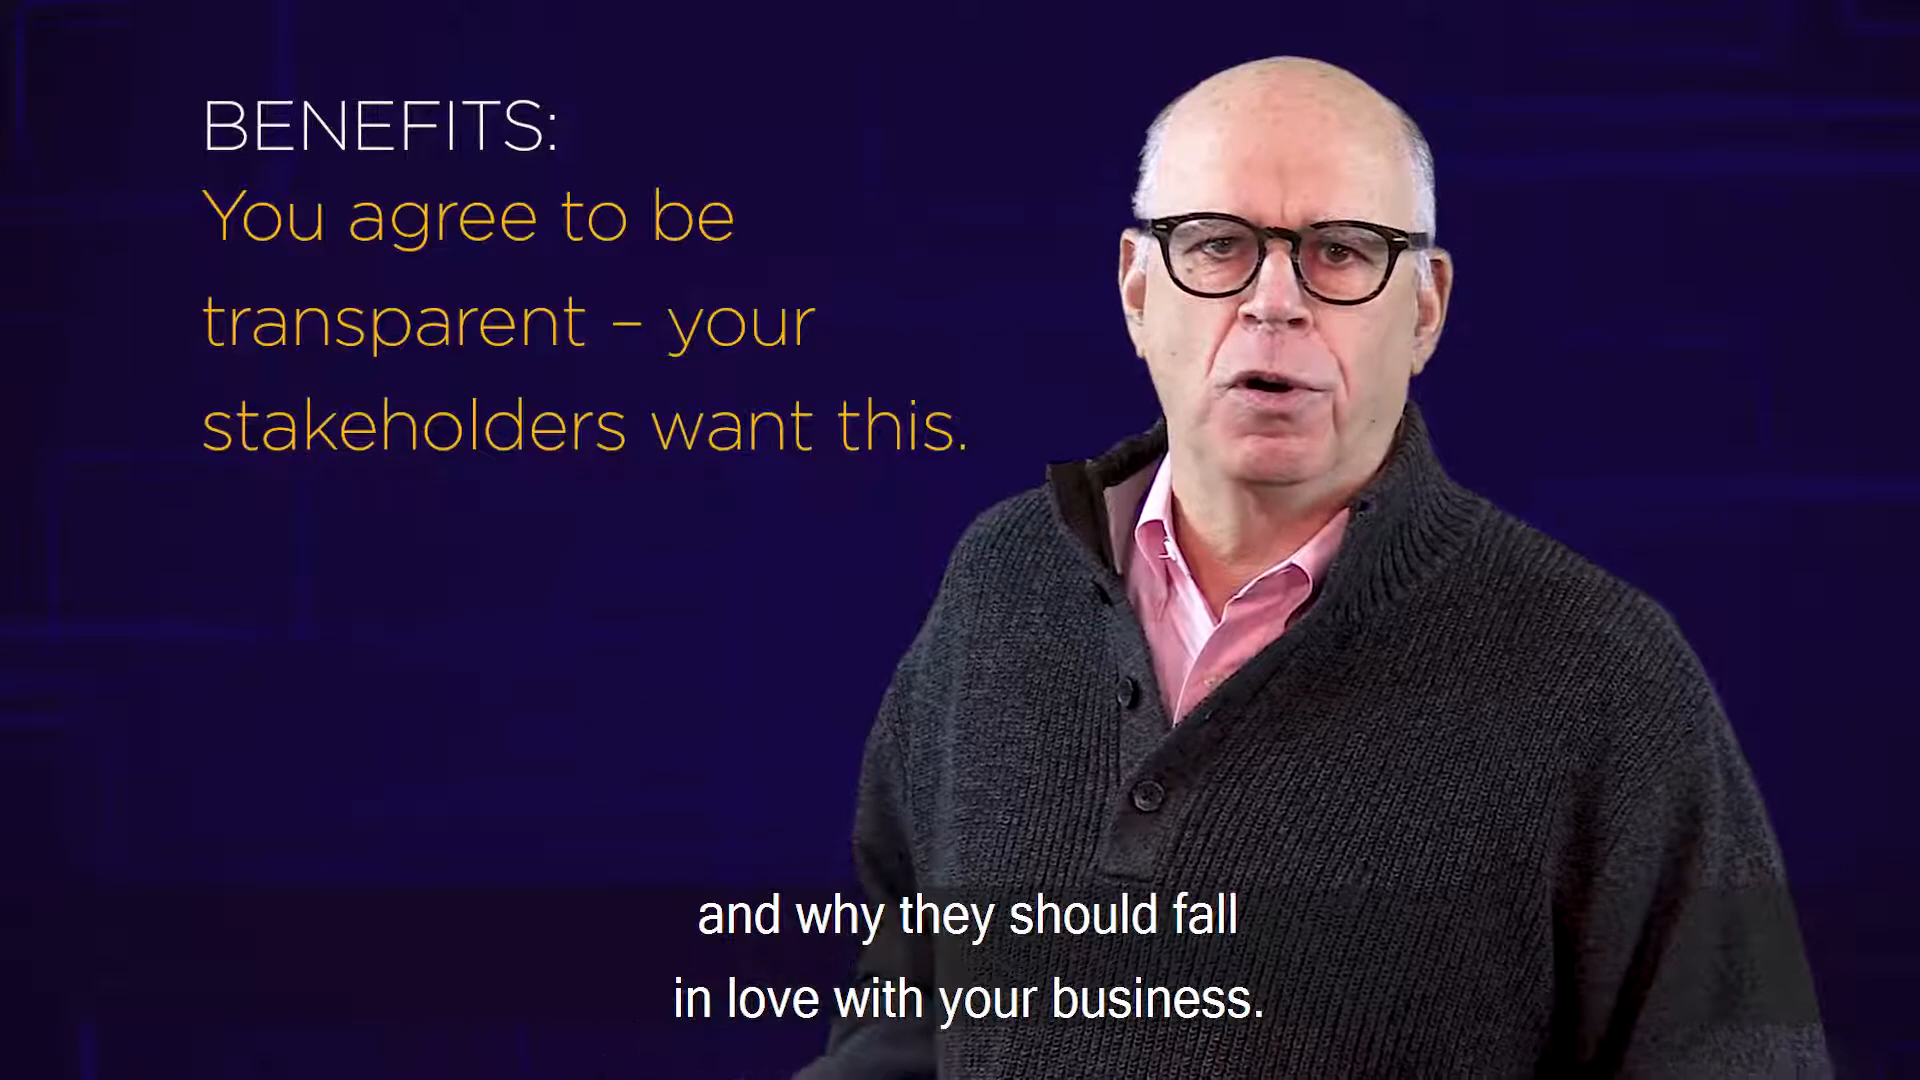 BENEFITS:
You agree to be
transparent – your
stakeholders want this.
and why they should fall
in love with your business.